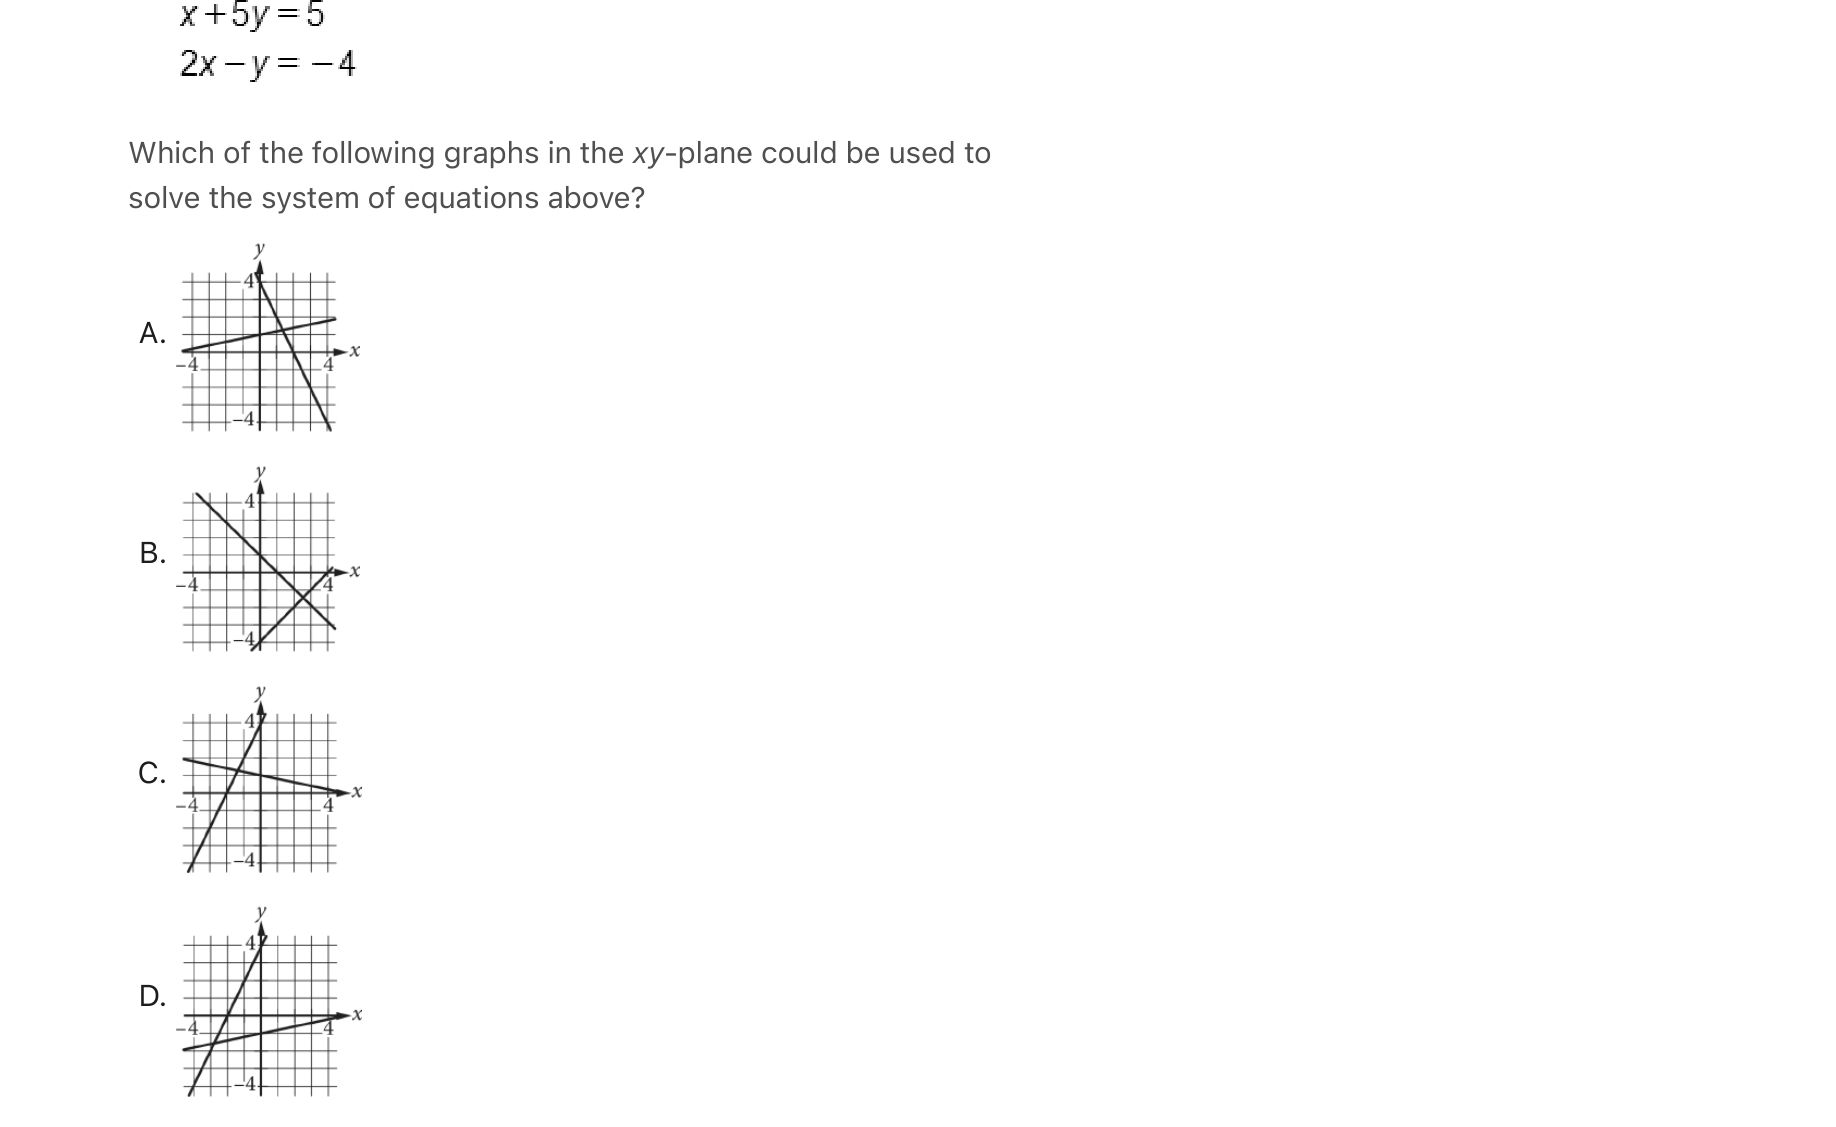 x+5y=5
2x−y=−4
Which of the following graphs in the xy-plane could be used to
solve the system of equations above?
y
4
A.
x
−4
4
−4
y
4
B.
x
−4
4
−4
y
4
C.
x
−4
4
−4
y
4
D.
x
−4
4
−4